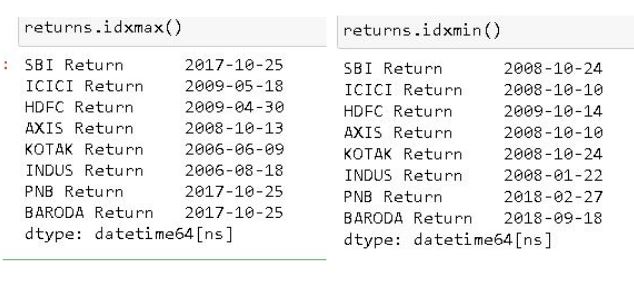 returns.idxmax()
: SBI Return 2017-10-25
ICICI Return 2009-05-18
HDFC Return 2009-04-30
AXIS Return 2008-10-13
KOTAK Return 2006-06-09
INDUS Return 2006-08-18
PNB Return 2017-10-25
BARODA Return 2017-10-25
dtype: datetime64[ns]
returns.idxmin()
SBI Return 2008-10-24
ICICI Return 2008-10-10
HDFC Return 2009-10-14
AXIS Return 2008-10-10
KOTAK Return 2008-10-24
INDUS Return 2008-01-22
PNB Return 2018-02-27
BARODA Return 2018-09-18
dtype: datetime64[ns]